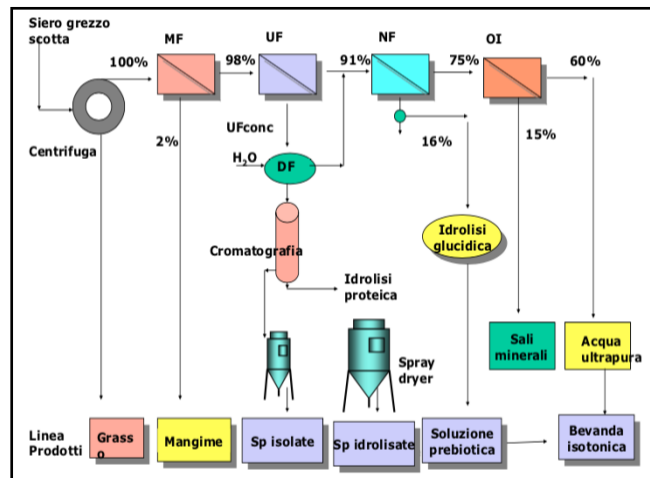 Siero grezzo
scotta
MF
UF
NF
OI
100%
98%
91%
75%
60%
Centrifuga
2%
UFconc
H₂O
DF
16%
15%
Cromatografia
Idrolisi
proteica
Idrolisi
glucidica
Spray
dryer
Sali
minerali
Acqua
ultrapura
Linea
Prodotti
Grass
o
Mangime
Sp isolate
Sp idrolisate
Soluzione
prebiotica
Bevanda
isotonica